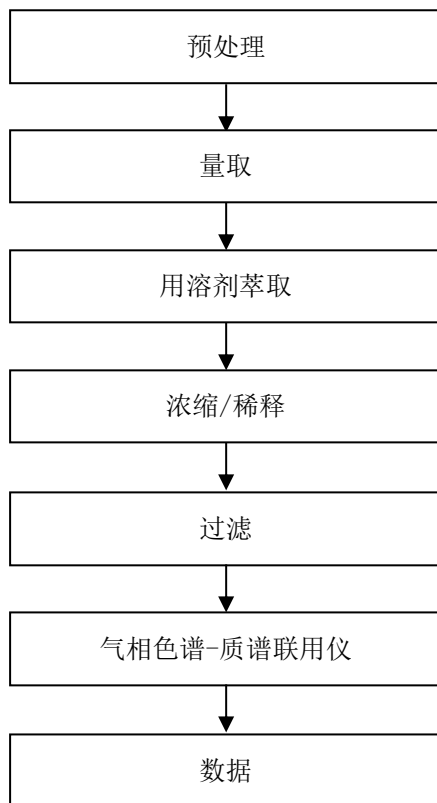 预处理
量取
用溶剂萃取
浓缩/稀释
过滤
气相色谱-质谱联用仪
数据